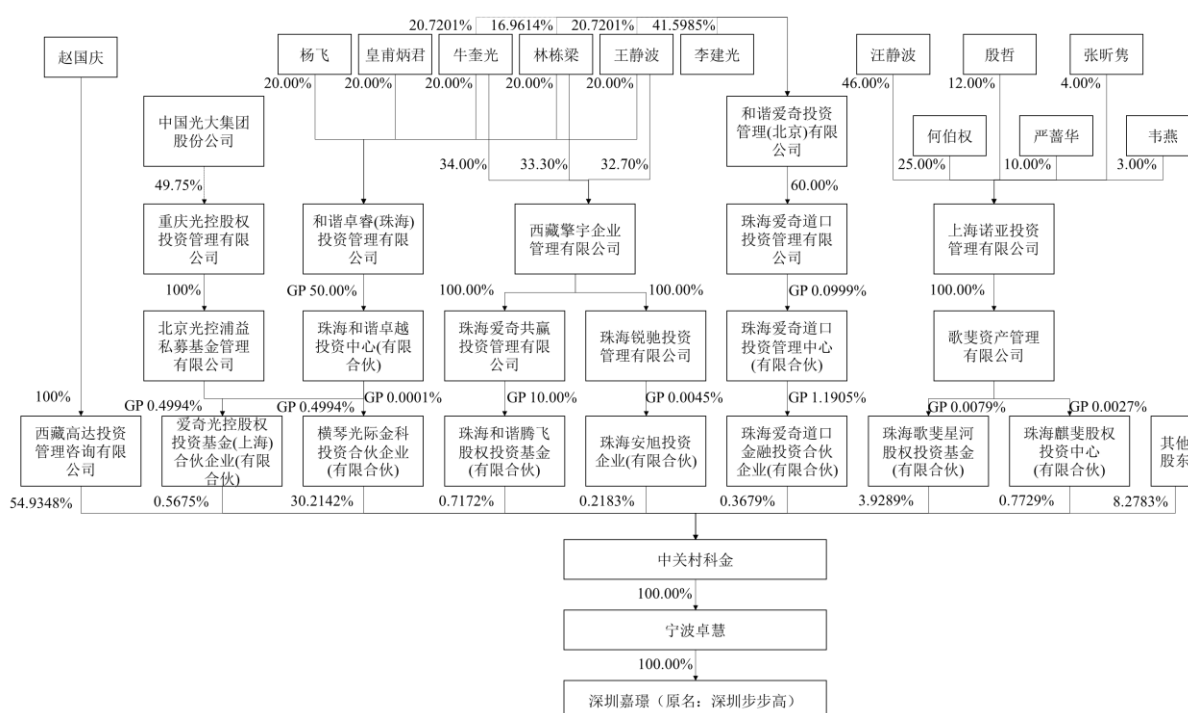 20.7201%
16.9614%
20.7201%
41.5985%
赵国庆
杨飞
皇甫炳君
牛奎光
林栋梁
王静波
李建光
汪静波
殷哲
张昕隽
20.00%
20.00%
20.00%
20.00%
20.00%
46.00%
12.00%
4.00%
中国光大集团
股份公司
和谐爱奇投资
管理(北京)有限
公司
何伯权
严蔷华
韦燕
34.00%
33.30%
32.70%
25.00%
10.00%
3.00%
49.75%
60.00%
重庆光控股权
投资管理有限
公司
和谐卓睿(珠海)
投资管理有限
公司
西藏擎宇企业
管理有限公司
珠海爱奇道口
投资管理有限
公司
上海诺亚投资
管理有限公司
100%
GP 50.00%
100.00%
100.00%
GP 0.0999%
100.00%
北京光控浦益
私募基金管理
有限公司
珠海和谐卓越
投资中心(有限
合伙)
珠海爱奇共赢
投资管理有限
公司
珠海锐驰投资
管理有限公司
珠海爱奇道口
投资管理中心
(有限合伙)
歌斐资产管理
有限公司
100%
GP 0.4994%
GP 0.4994%
GP 0.0001%
GP 10.00%
GP 0.0045%
GP 1.1905%
GP 0.0079%
GP 0.0027%
西藏高达投资
管理咨询有限
公司
爱奇光控股权
投资基金(上海)
合伙企业(有限
合伙)
横琴光际金科
投资合伙企业
(有限合伙)
珠海和谐腾飞
股权投资基金
(有限合伙)
珠海安旭投资
企业(有限合伙)
珠海爱奇道口
金融投资合伙
企业(有限合伙)
珠海歌斐星河
股权投资基金
(有限合伙)
珠海麒斐股权
投资中心
(有限合伙)
其他
股东
54.9348%
0.5675%
30.2142%
0.7172%
0.2183%
0.3679%
3.9289%
0.7729%
8.2783%
中关村科金
100.00%
宁波卓慧
100.00%
深圳嘉璟（原名：深圳步步高）